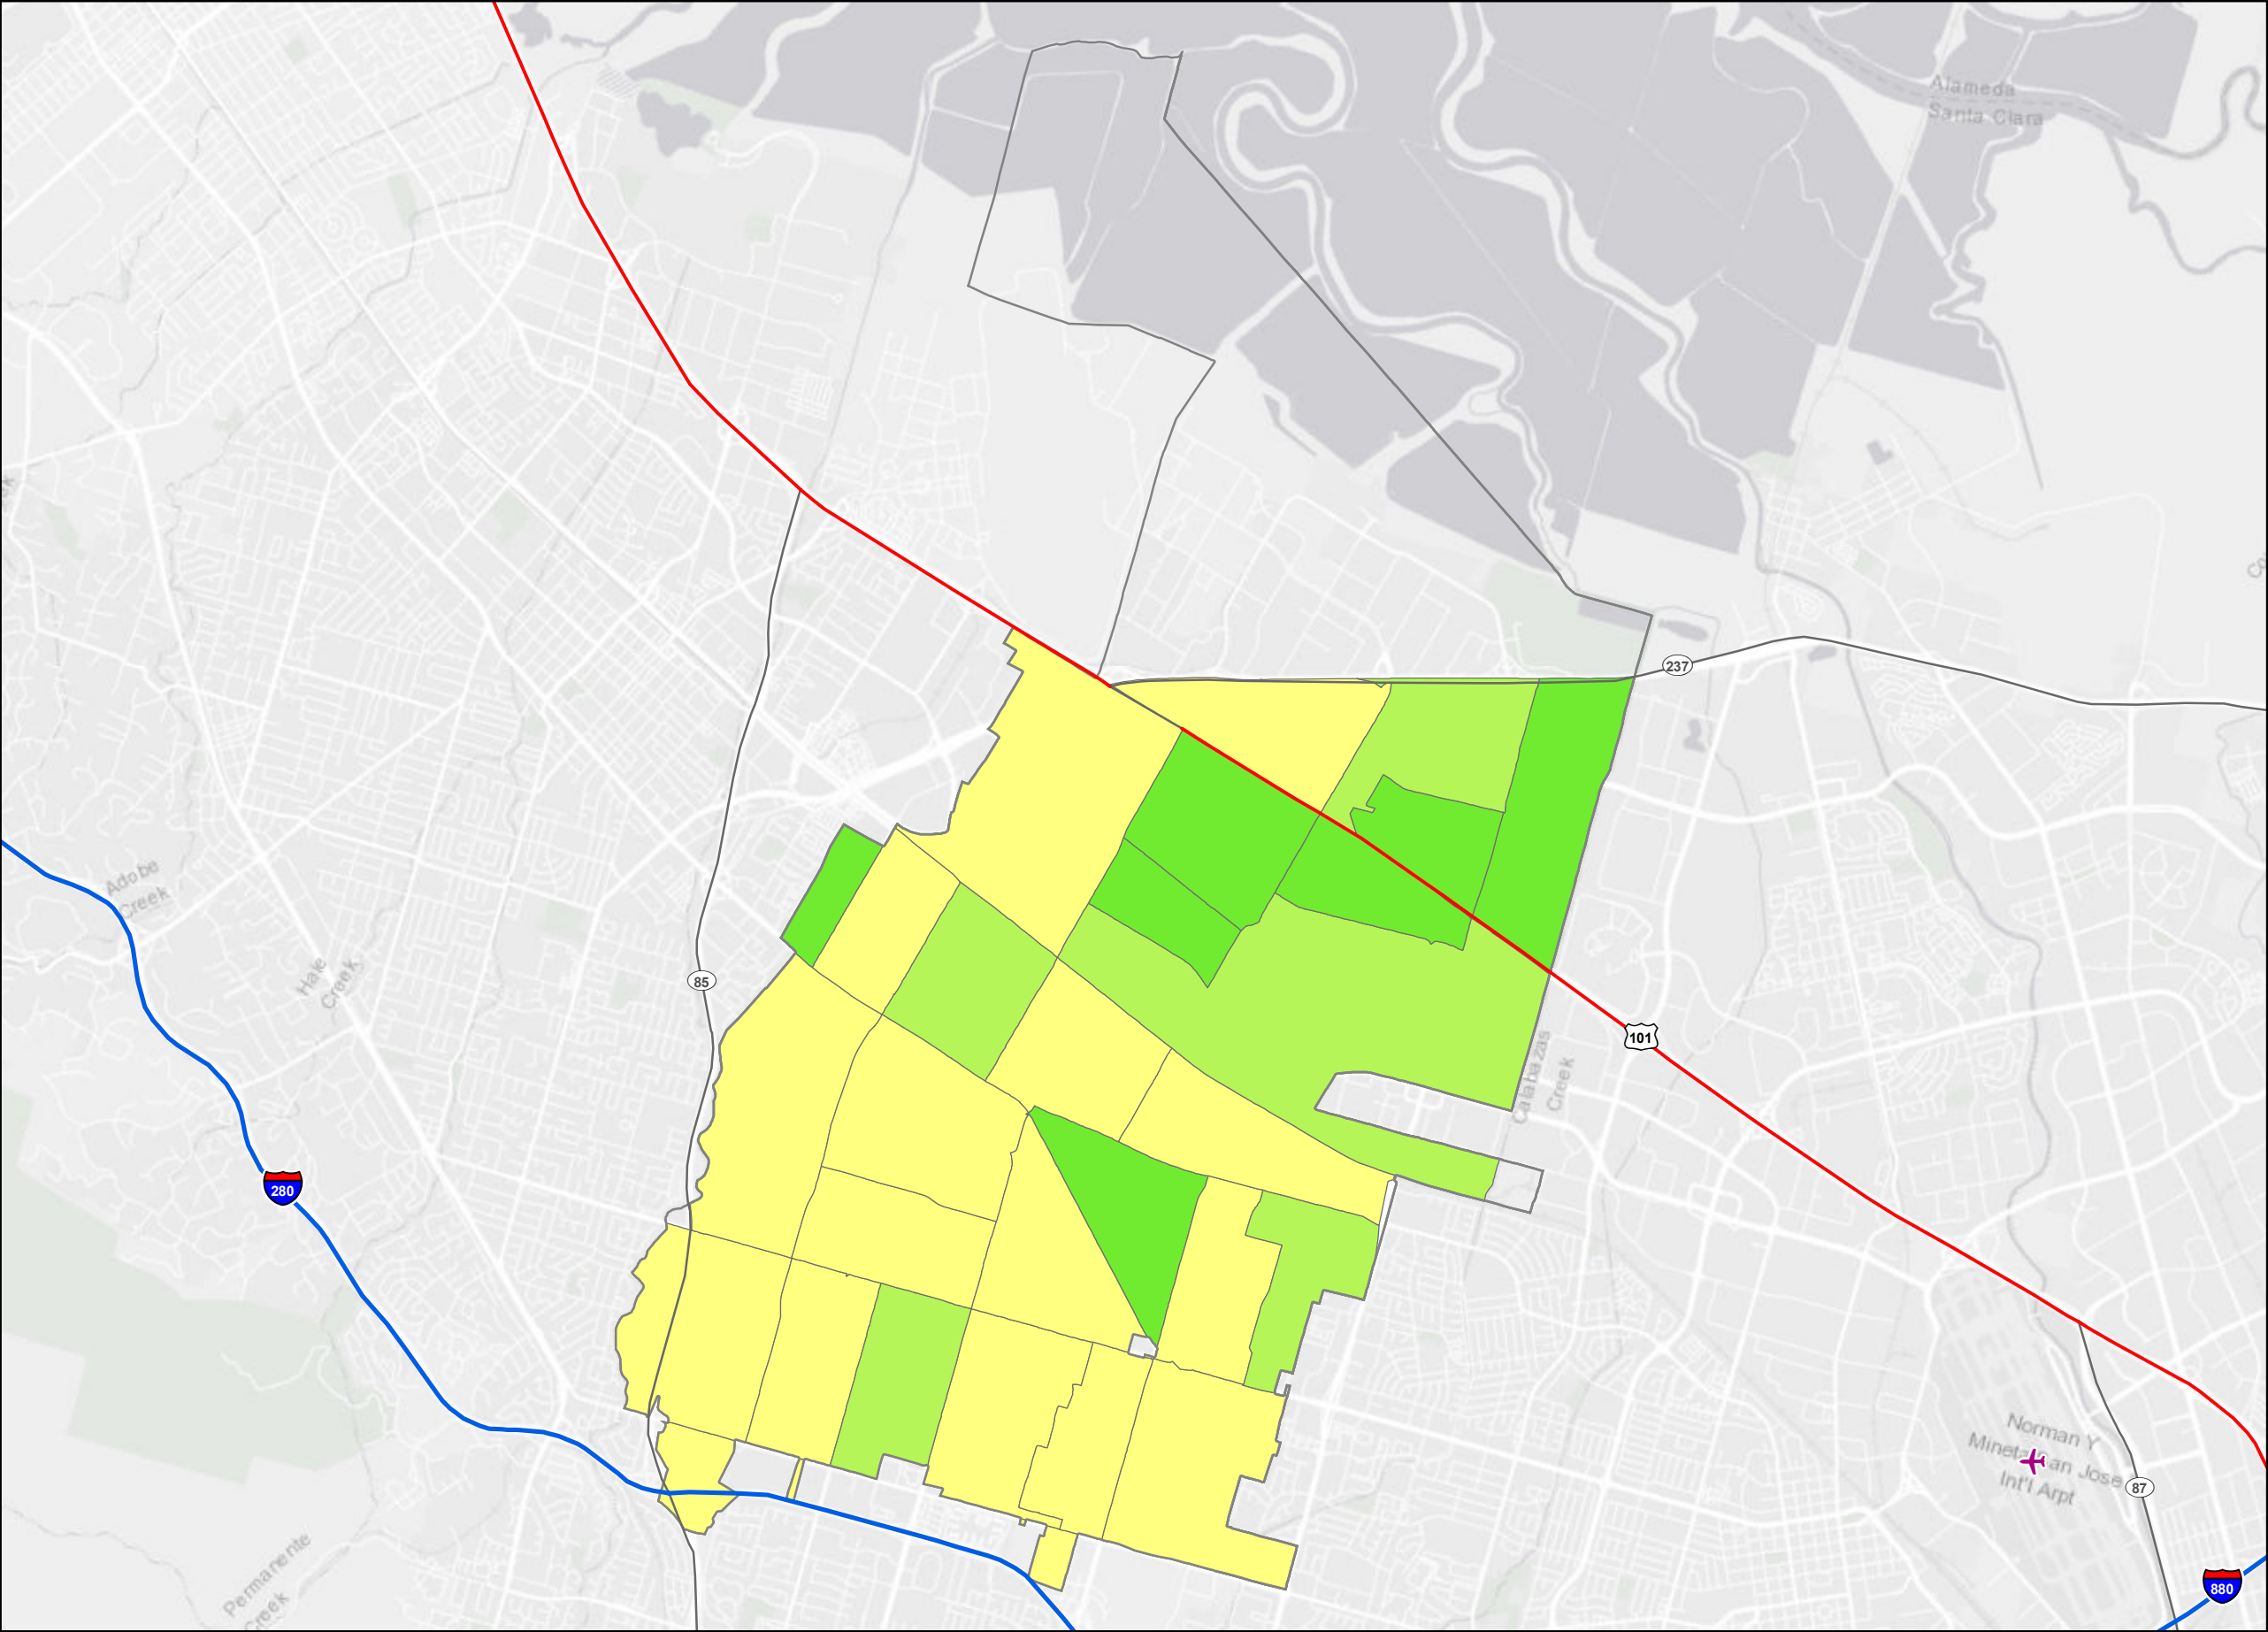 Alameda
Santa Clara
237
Adobe
Creek
Hale
Creek
85
101
Calabazas
Creek
280
Norman Y
Mineta San Jose
Int'l Arpt
87
Permanente
Creek
880